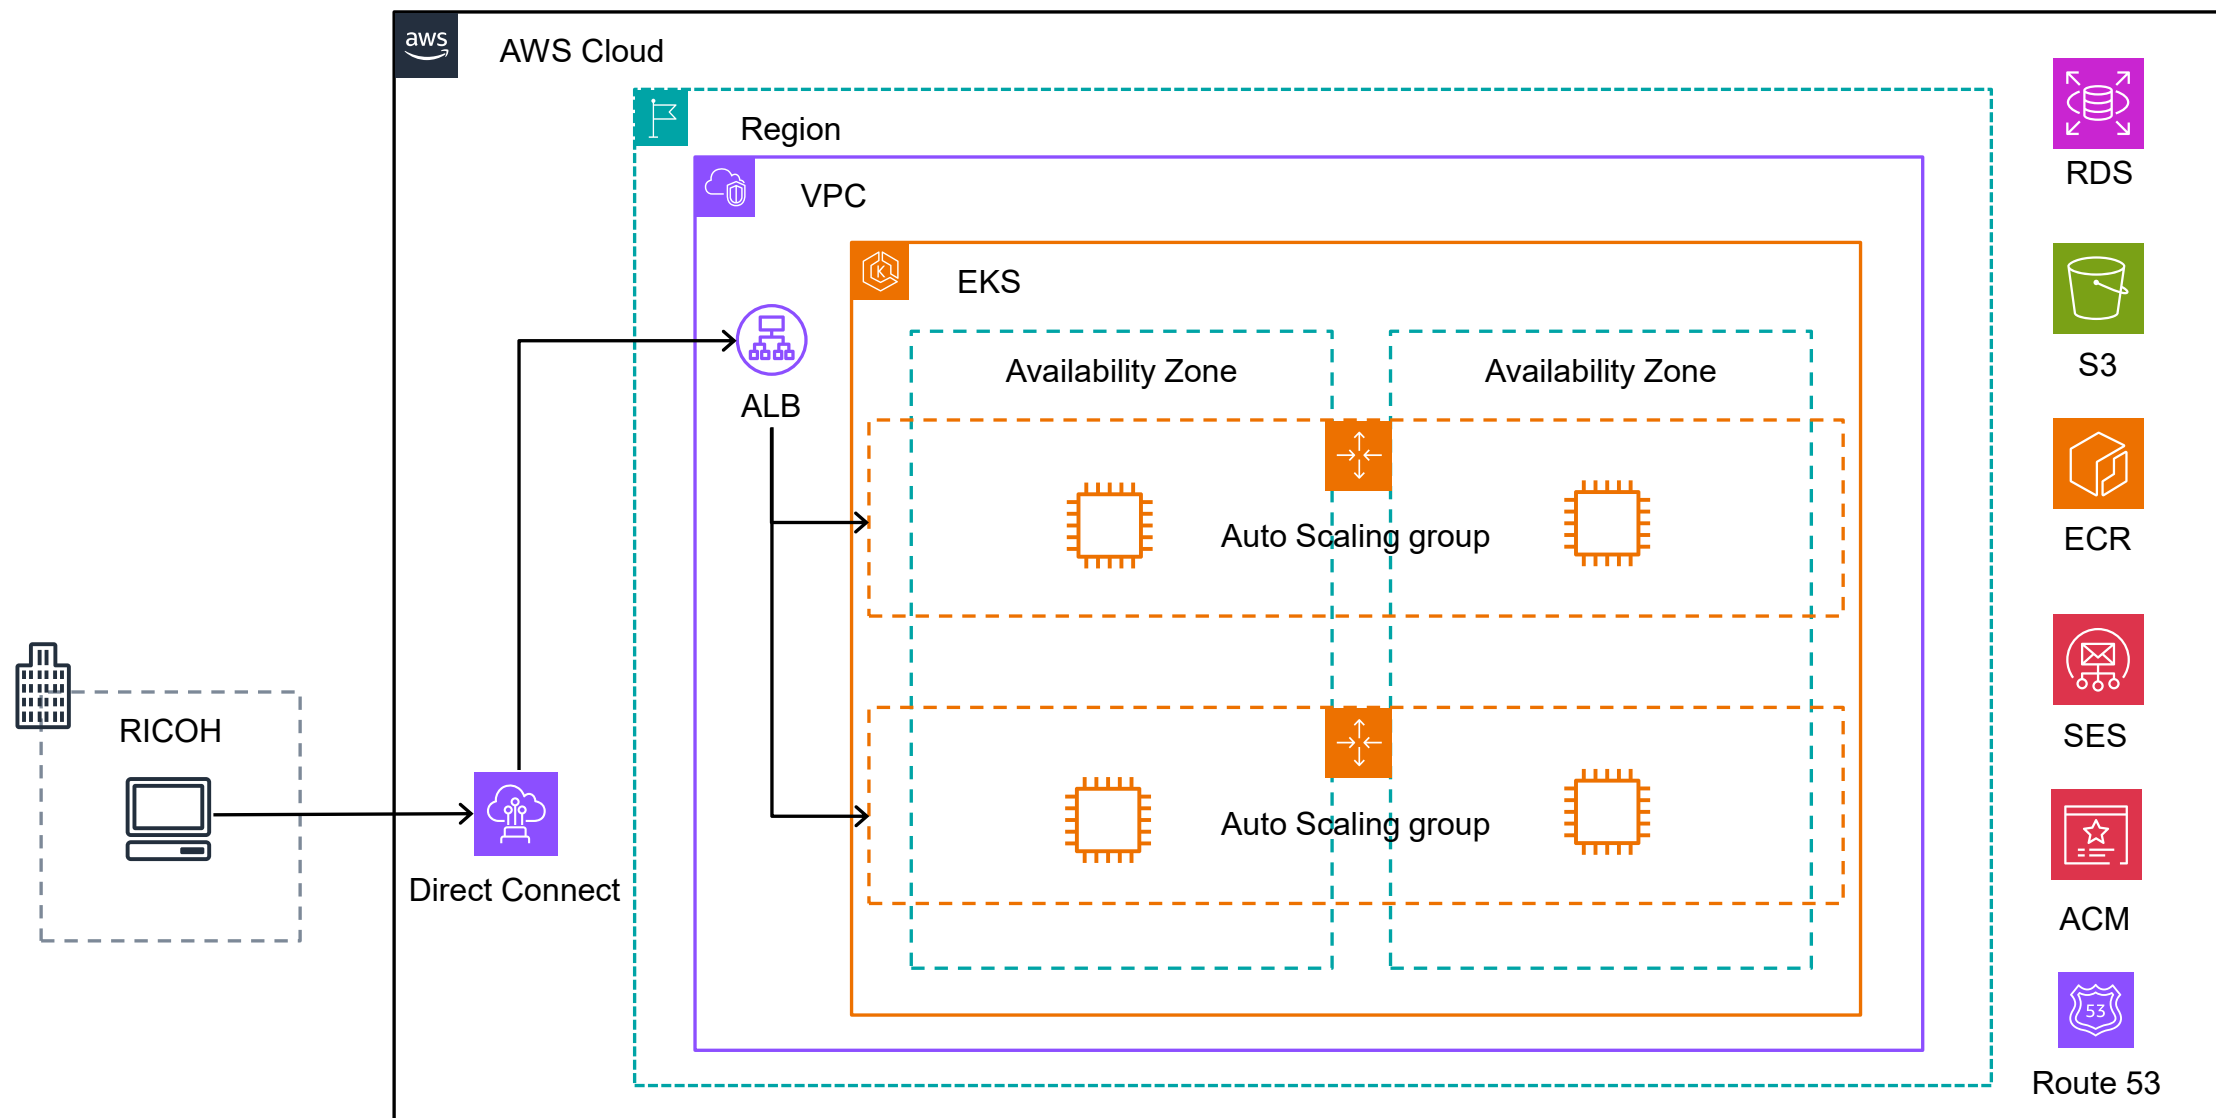 aws
AWS Cloud
Region
VPC
EKS
ALB
Availability Zone
Availability Zone
Auto Scaling group
Auto Scaling group
RICOH
Direct Connect
RDS
S3
ECR
SES
ACM
53
Route 53
K